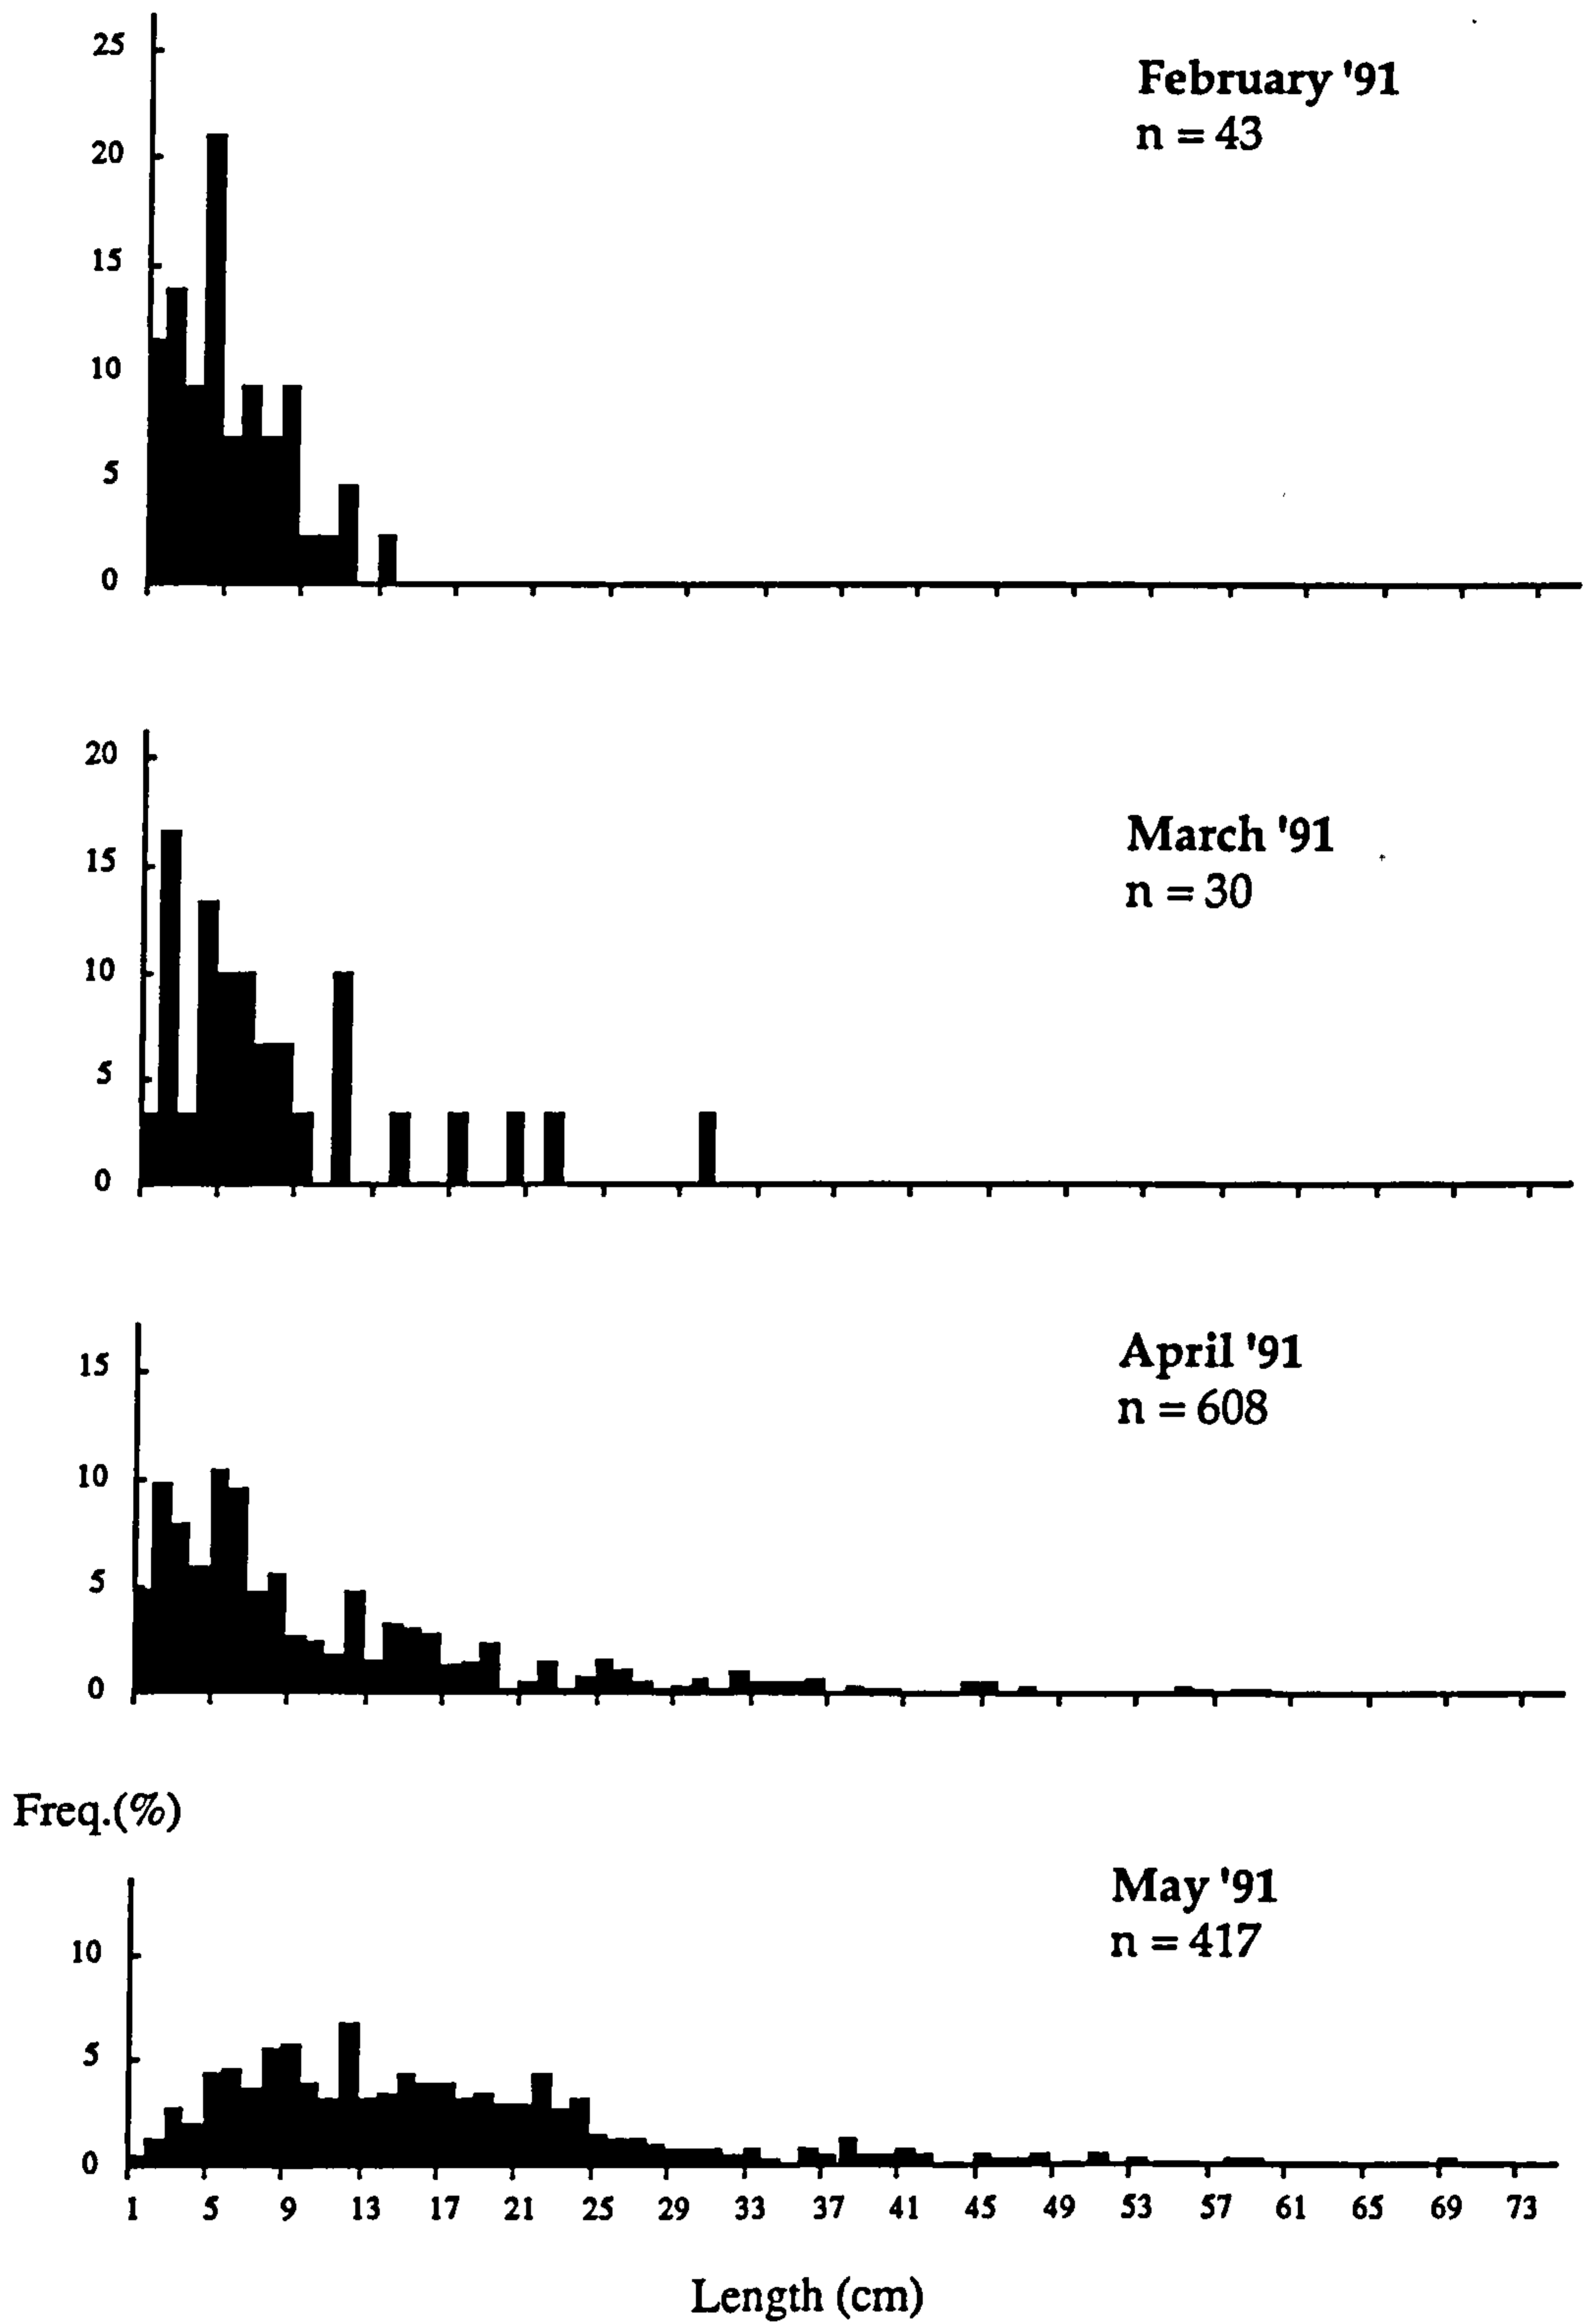 25
February '91
n = 43
20
15
10
5
0
20
March '91
15
n = 30
10
5
0
April '91
15
n = 608
10
5
0
Freq.(%)
May '91
n = 417
10
5
0
1 5 9 13 17 21 25 29 33 37 41 45 49 53 57 61 65 69 73
Length (cm)